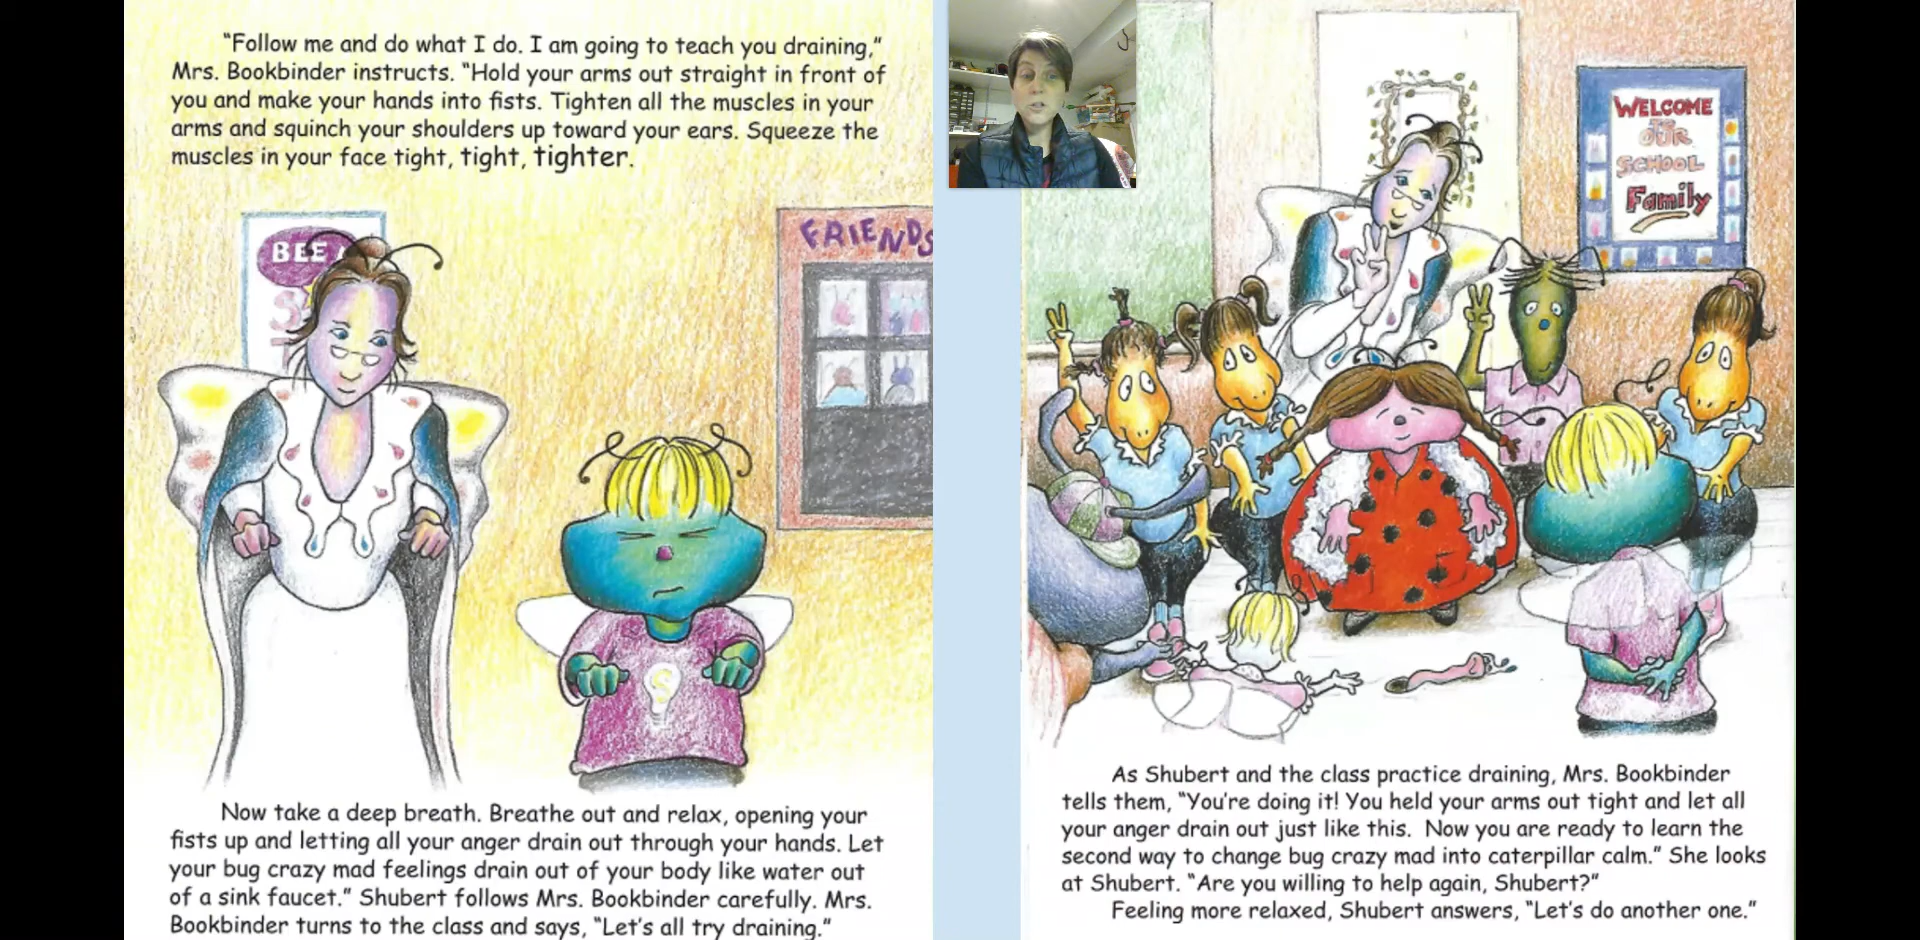 “Follow me and do what I do. I am going to teach you draining,”
Mrs. Bookbinder instructs. “Hold your arms out straight in front of
you and make your hands into fists. Tighten all the muscles in your
arms and squinch your shoulders up toward your ears. Squeeze the
muscles in your face tight, tight, tighter.
BEE
FRIENDS
S
Now take a deep breath. Breathe out and relax, opening your
fists up and letting all your anger drain out through your hands. Let
your bug crazy mad feelings drain out of your body like water out
of a sink faucet.” Shubert follows Mrs. Bookbinder carefully. Mrs.
Bookbinder turns to the class and says, “Let’s all try draining.”
WELCOME
TO
OUR
SCHOOL
Family
As Shubert and the class practice draining, Mrs. Bookbinder
tells them, “You’re doing it! You held your arms out tight and let all
your anger drain out just like this. Now you are ready to learn the
second way to change bug crazy mad into caterpillar calm.” She looks
at Shubert. “Are you willing to help again, Shubert?”
Feeling more relaxed, Shubert answers, “Let’s do another one.”